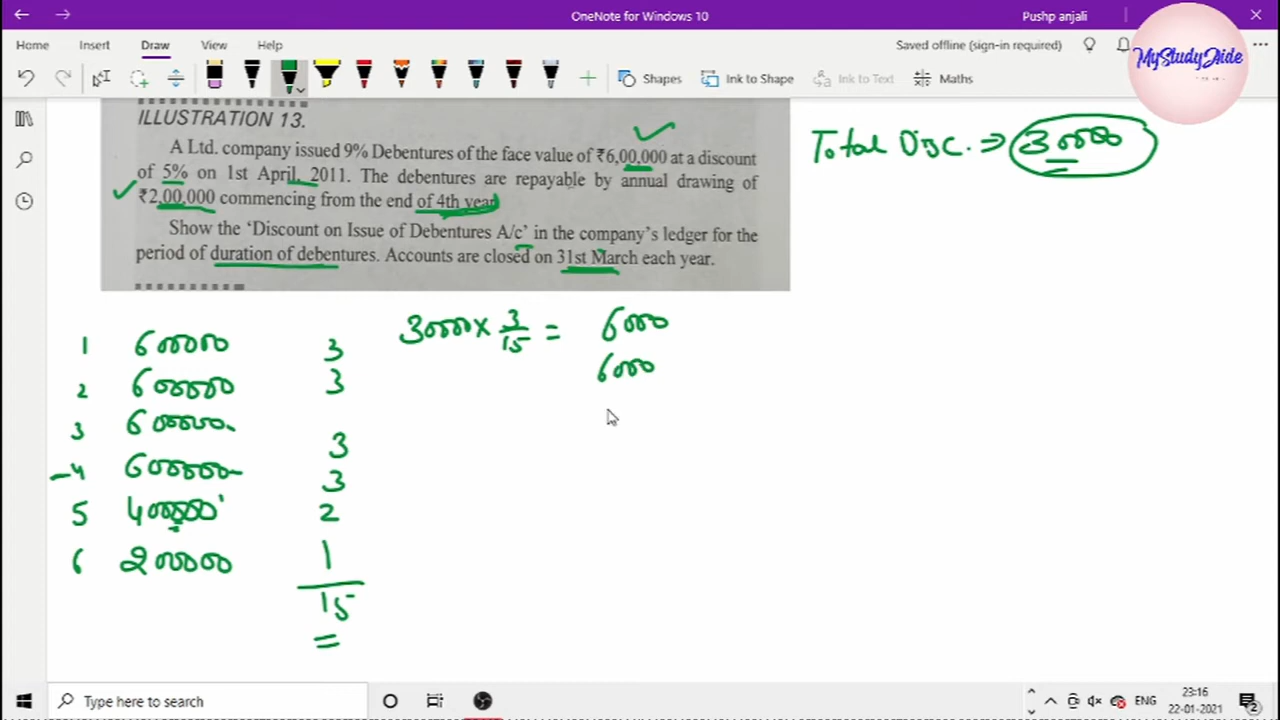 OneNote for Windows 10
Pushp anjali
Home Insert Draw View Help
Saved offline (sign-in required)
MyStudyAide
Shapes Ink to Shape Ink to Text Maths
ILLUSTRATION 13.
A Ltd. company issued 9% Debentures of the face value of ₹6,00,000 at a discount
of 5% on 1st April, 2011. The debentures are repayable by annual drawing of
₹2,00,000 commencing from the end of 4th year.
Show the ‘Discount on Issue of Debentures A/c’ in the company’s ledger for the
period of duration of debentures. Accounts are closed on 31st March each year.
Total Disc. ⇒ 30000
1 600000 3 30000 × 3/15 = 6000
2 600000 3 6000
3 600000 3
4 600000 3
5 400000 2
6 200000 1
15
=
Type here to search
ENG
23:16
22-01-2021
2